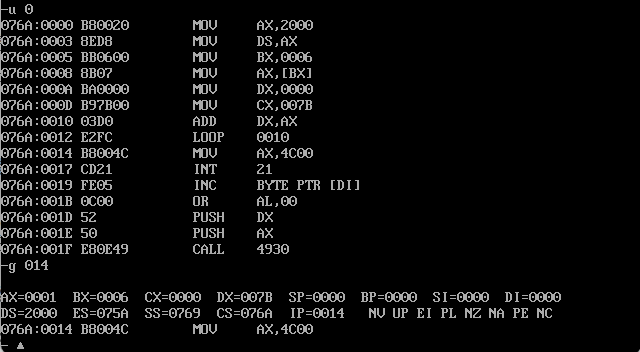 -u 0
076A:0000 B80020 MOV AX,2000
076A:0003 8ED8 MOV DS,AX
076A:0005 BB0600 MOV BX,0006
076A:0008 8B07 MOV AX,[BX]
076A:000A BA0000 MOV DX,0000
076A:000D B97B00 MOV CX,007B
076A:0010 03D0 ADD DX,AX
076A:0012 E2FC LOOP 0010
076A:0014 B8004C MOV AX,4C00
076A:0017 CD21 INT 21
076A:0019 FE05 INC BYTE PTR [DI]
076A:001B 0C00 OR AL,00
076A:001D 52 PUSH DX
076A:001E 50 PUSH AX
076A:001F E80E49 CALL 4930
-g 014
AX=0001 BX=0006 CX=0000 DX=007B SP=0000 BP=0000 SI=0000 DI=0000
DS=2000 ES=075A SS=0769 CS=076A IP=0014 NV UP EI PL NZ NA PE NC
076A:0014 B8004C MOV AX,4C00
-